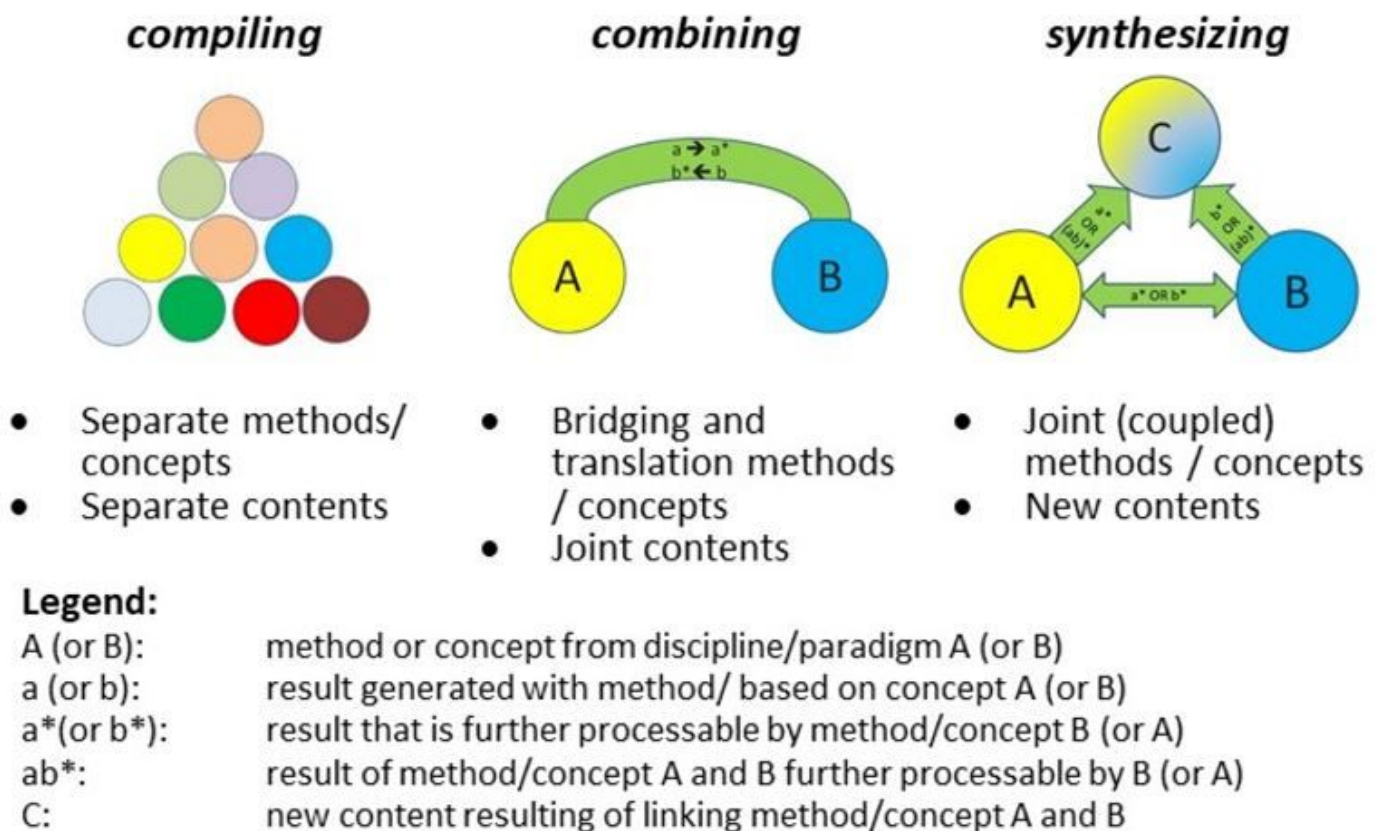 compiling
combining
synthesizing
a → a*
b* ← b
A
B
C
a*
OR
(ab)*
b*
OR
(ab)*
A
a* OR b*
B
• Separate methods/
concepts
• Separate contents
• Bridging and
translation methods
/ concepts
• Joint contents
• Joint (coupled)
methods / concepts
• New contents
Legend:
A (or B): method or concept from discipline/paradigm A (or B)
a (or b): result generated with method/ based on concept A (or B)
a*(or b*): result that is further processable by method/concept B (or A)
ab*: result of method/concept A and B further processable by B (or A)
C: new content resulting of linking method/concept A and B